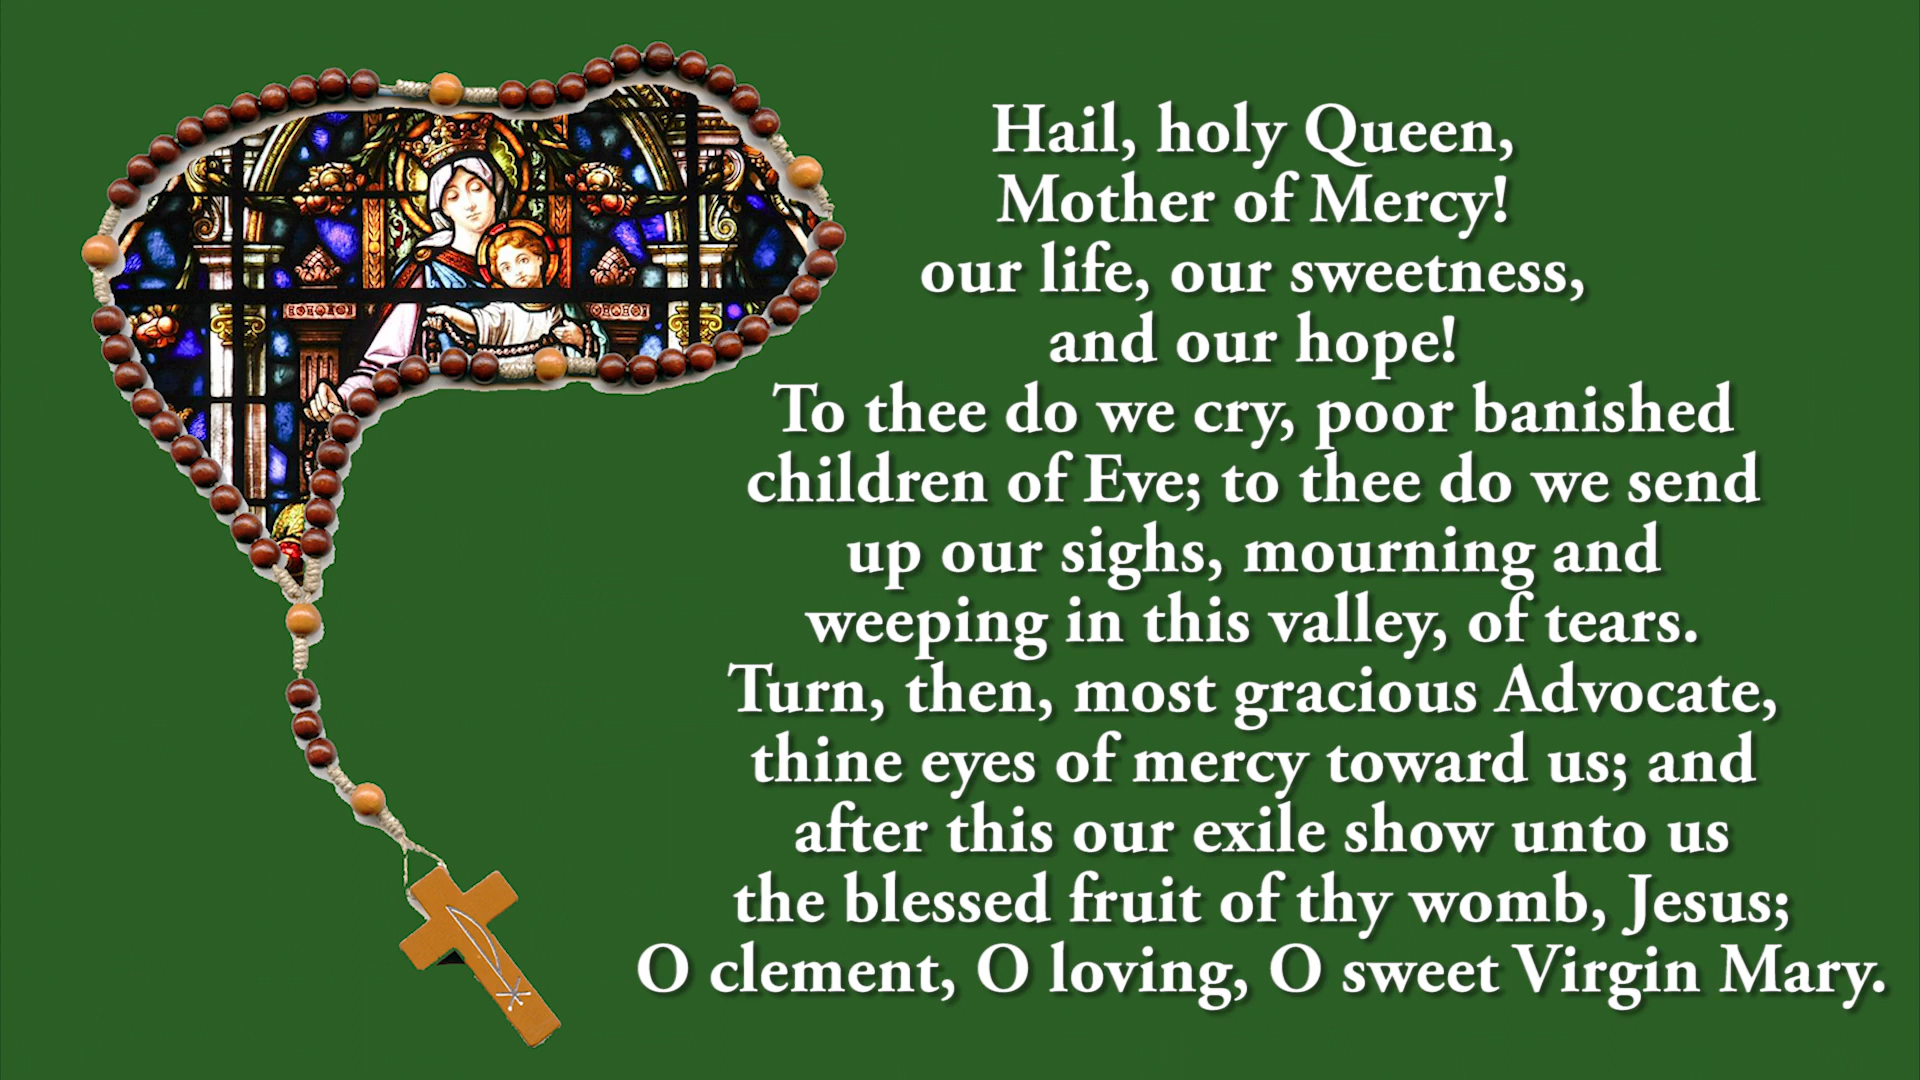 Hail, holy Queen,
Mother of Mercy!
our life, our sweetness,
and our hope!
To thee do we cry, poor banished
children of Eve; to thee do we send
up our sighs, mourning and
weeping in this valley, of tears.
Turn, then, most gracious Advocate,
thine eyes of mercy toward us; and
after this our exile show unto us
the blessed fruit of thy womb, Jesus;
O clement, O loving, O sweet Virgin Mary.